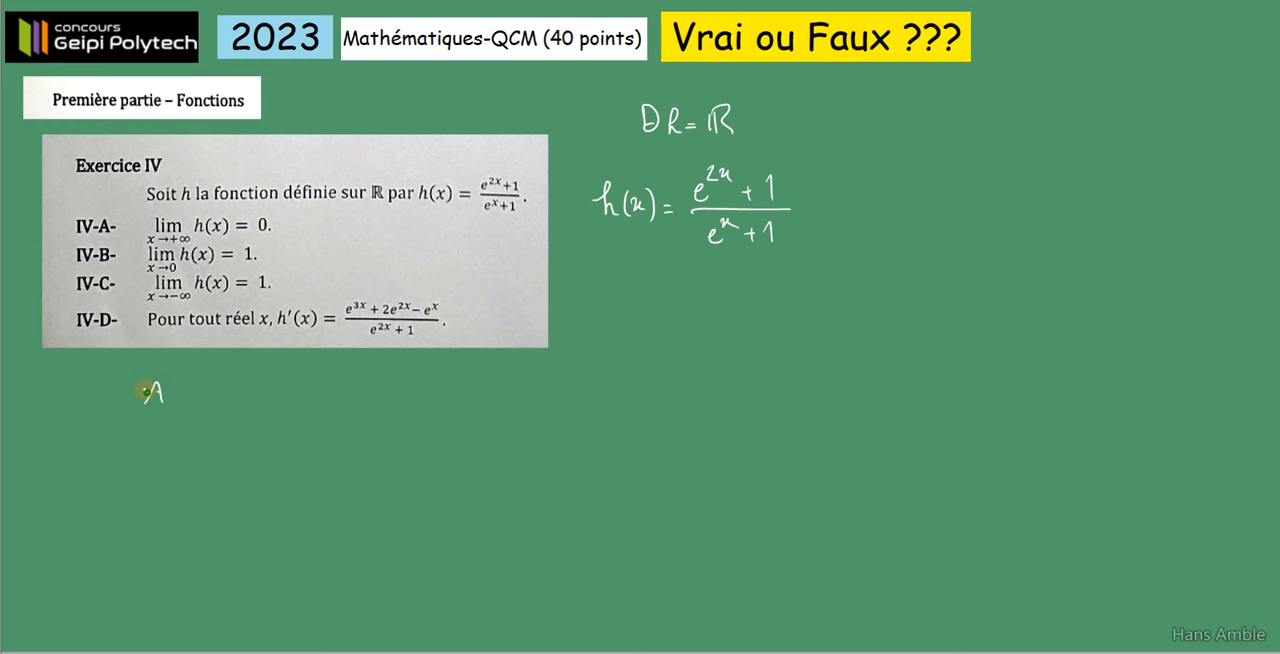 concours
Geipi Polytech
2023
Mathématiques-QCM (40 points)
Vrai ou Faux ???
Première partie – Fonctions
Exercice IV
Soit h la fonction définie sur ℝ par h(x) = (e^{2x}+1)/(e^x+1).
IV-A- lim_{x→+∞} h(x) = 0.
IV-B- lim_{x→0} h(x) = 1.
IV-C- lim_{x→-∞} h(x) = 1.
IV-D- Pour tout réel x, h'(x) = (e^{3x} + 2e^{2x} – e^x)/(e^{2x} + 1).
Dh = ℝ
h(x) = (e^{2x} + 1)/(e^x + 1)
A
Hans Amble